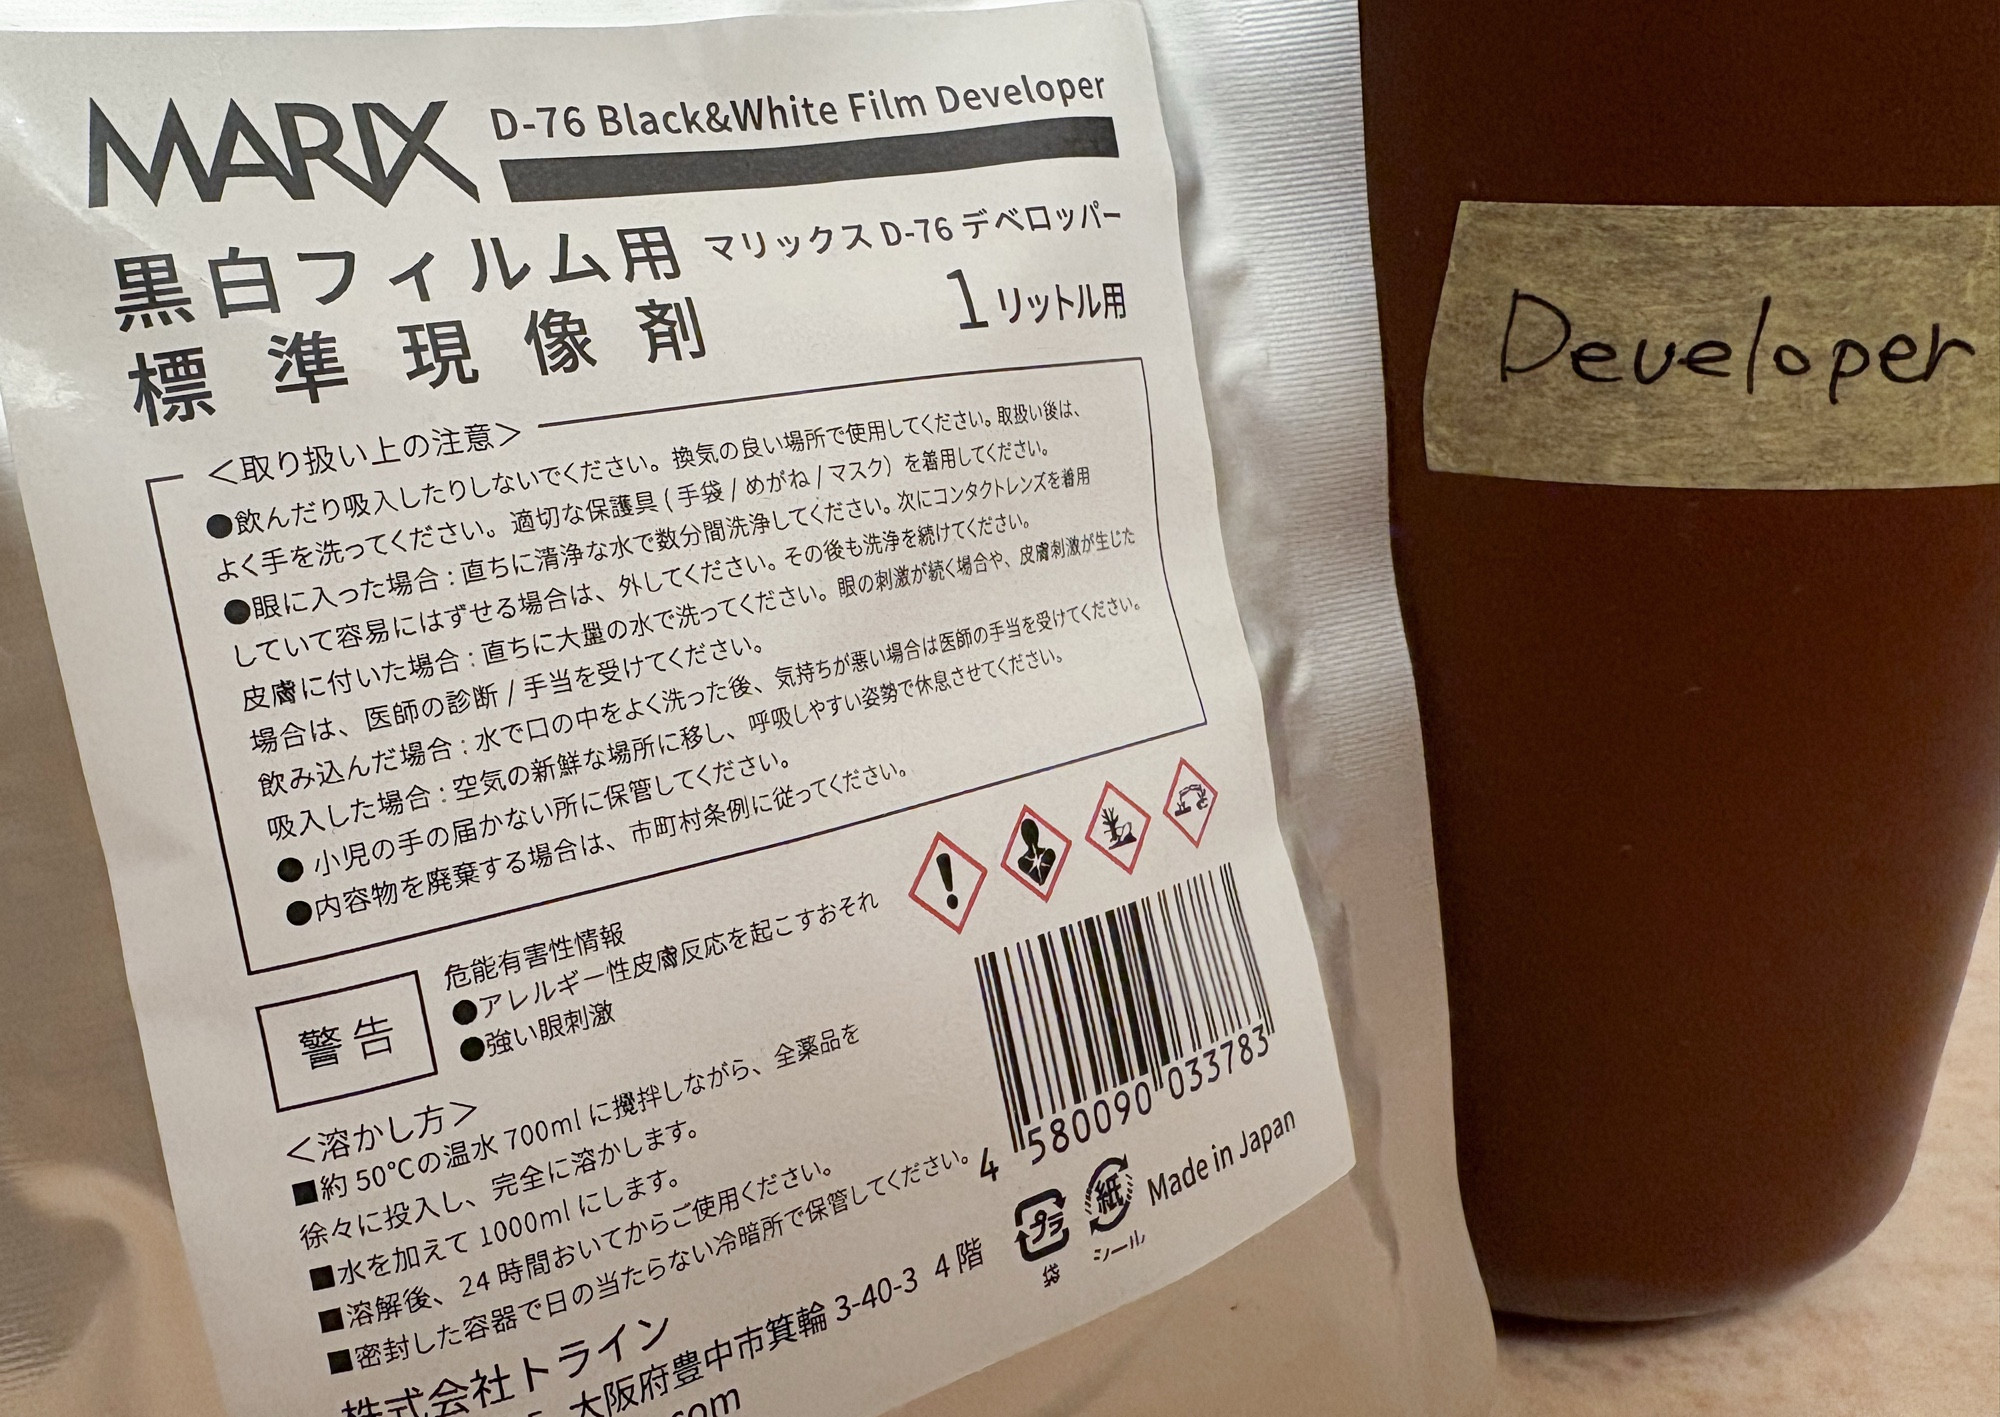 MARIX D-76 Black&White Film Developer
黒白フィルム用 マリックス D-76 デベロッパー
標準現像剤 1リットル用
＜取り扱い上の注意＞
●飲んだり吸入したりしないでください。換気の良い場所で使用してください。取扱い後は、
よく手を洗ってください。適切な保護具 ( 手袋 / めがね / マスク）を着用してください。
●眼に入った場合 : 直ちに清浄な水で数分間洗浄してください。次にコンタクトレンズを着用
していて容易にはずせる場合は、外してください。その後も洗浄を続けてください。
皮膚に付いた場合 : 直ちに大量の水で洗ってください。眼の刺激が続く場合や、皮膚刺激が生じた
場合は、医師の診断 / 手当を受けてください。
飲み込んだ場合 : 水で口の中をよく洗った後、気持ちが悪い場合は医師の手当を受けてください。
吸入した場合 : 空気の新鮮な場所に移し、呼吸しやすい姿勢で休息させてください。
● 小児の手の届かない所に保管してください。
●内容物を廃棄する場合は、市町村条例に従ってください。
警告
危能有害性情報
●アレルギー性皮膚反応を起こすおそれ
●強い眼刺激
＜溶かし方＞
■約 50℃の温水 700ml に攪拌しながら、全薬品を
徐々に投入し、完全に溶かします。
■水を加えて 1000ml にします。
■溶解後、24 時間おいてからご使用ください。
■密封した容器で日の当たらない冷暗所で保管してください。
株式会社トライン
大阪府豊中市箕輪 3-40-3 4 階
.com
4 580090 033783
プラ
袋
紙
シール
Made in Japan
Developer